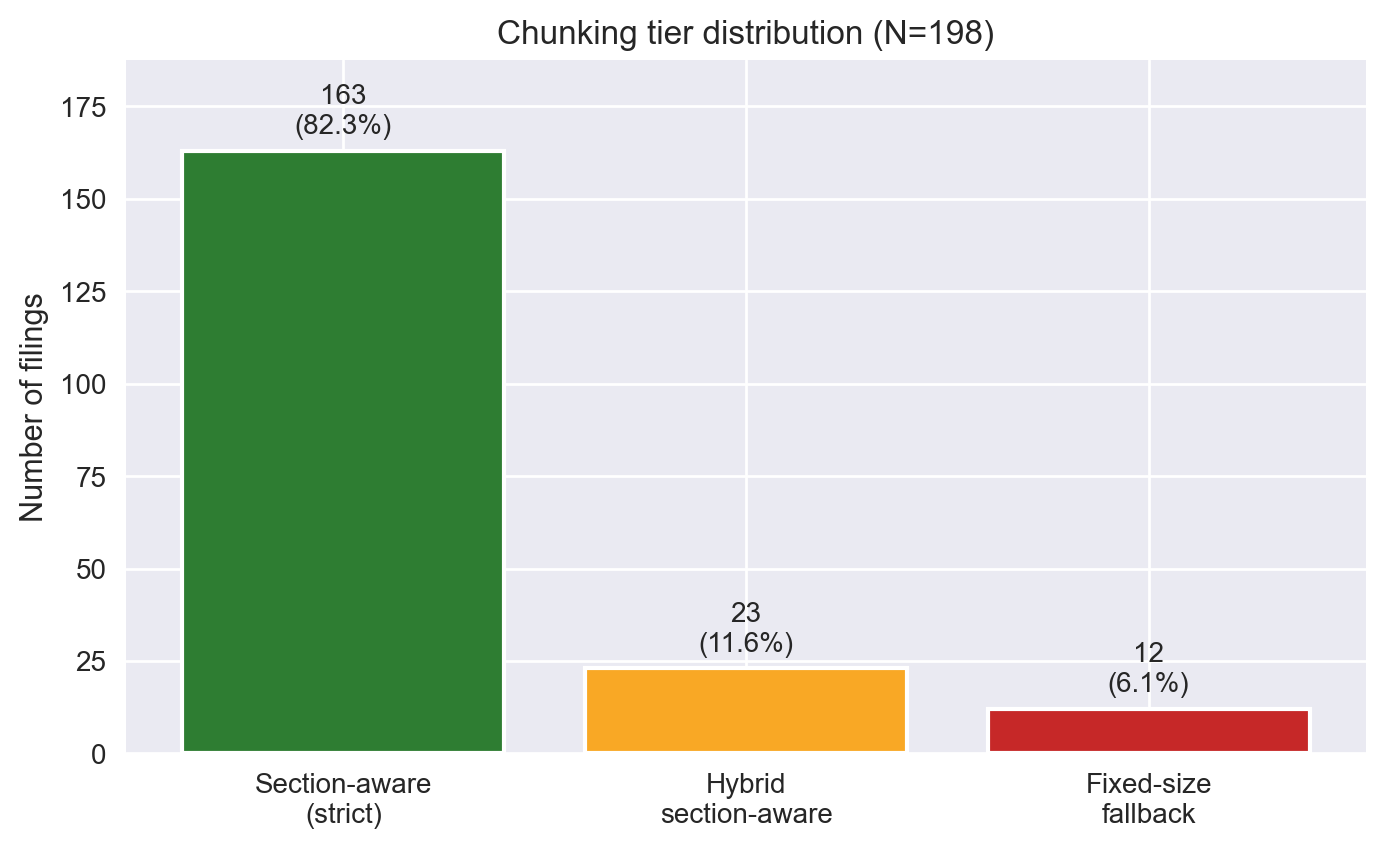 Chunking tier distribution (N=198)
Number of filings
175
150
125
100
75
50
25
0
163
(82.3%)
23
(11.6%)
12
(6.1%)
Section-aware
(strict)
Hybrid
section-aware
Fixed-size
fallback